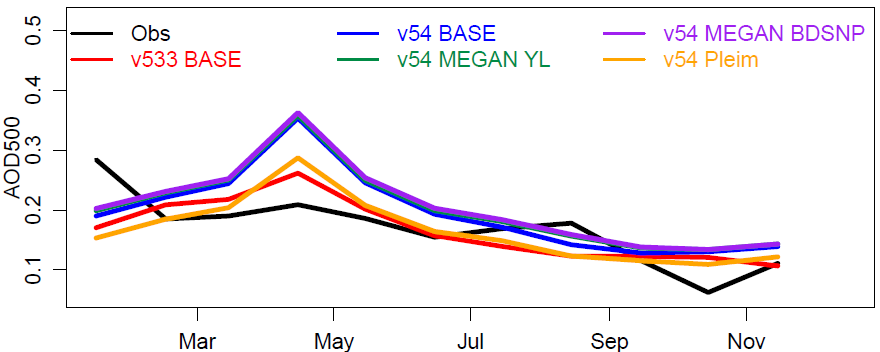 Obs v54 BASE v54 MEGAN BDSNP
v533 BASE v54 MEGAN YL v54 Pleim
AOD500
0.5
0.4
0.3
0.2
0.1
Mar May Jul Sep Nov